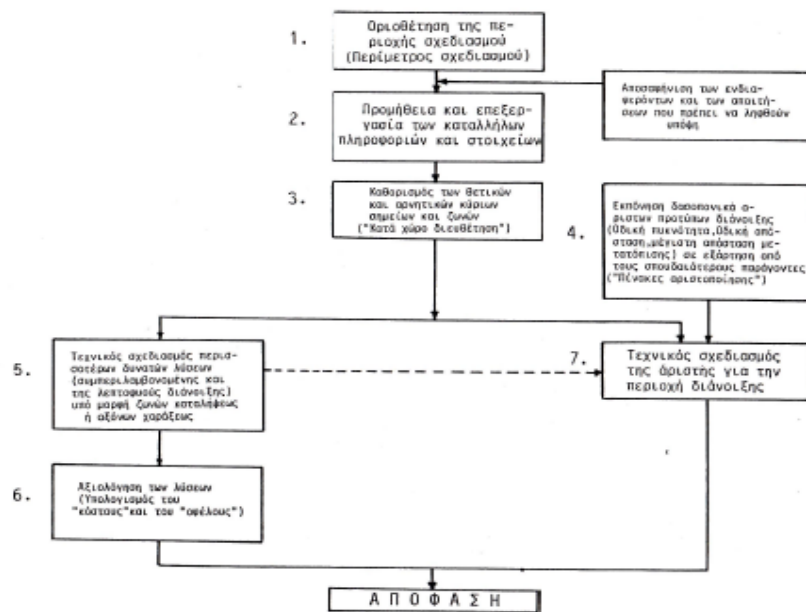 1.
Οριοθέτηση της πε-
ριοχής σχεδιασμού
(Περίμετρος σχεδιασμού)
Αποσαφήνιση των ενδια-
φερόντων και των απαιτή-
σεων που πρέπει να ληφθούν
υπόψη
2.
Προμήθεια και επεξερ-
γασία των καταλλήλων
πληροφοριών και στοιχείων
3.
Καθορισμός των θετικών
και αρνητικών κύριων
σημείων και ζωνών
("Κατά χώρο διευθέτηση")
4.
Εκπόνηση δασοπονικά α-
ριστων προτύπων διάνοιξης
(Οδική πυκνότητα,Οδική από-
σταση,μέγιστη απόσταση με-
τατόπισης) σε εξάρτηση από
τους σπουδαιότερους παράγοντες
("Πίνακες αριστοποίησης")
5.
Τεχνικός σχεδιασμός περισ-
σοτέρων δυνατών λύσεων
(συμπεριλαμβανομένης και
της λεπτοφυούς διάνοιξης)
υπό μορφή ζωνών καταλήψεως
ή αξόνων χαράξεως
7.
Τεχνικός σχεδιασμός
της άριστής για την
περιοχή διάνοιξης
6.
Αξιολόγηση των λύσεων
(Υπολογισμός του
"κόστους"και του "οφέλους")
ΑΠΟΦΑΣΗ